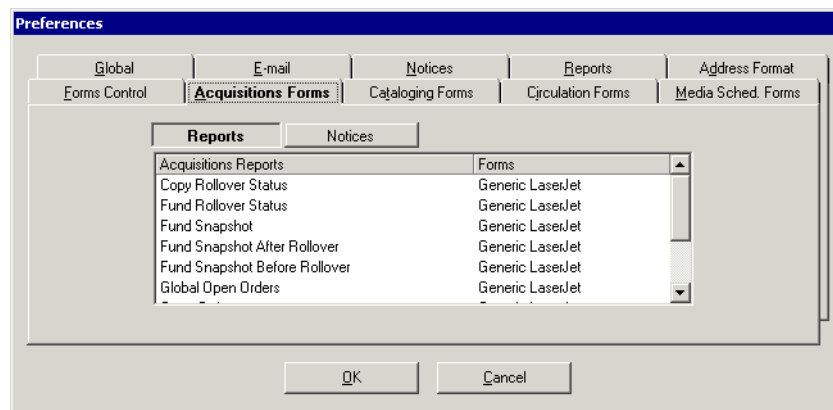 Preferences
Global E-mail Notices Reports Address Format
Forms Control Acquisitions Forms Cataloging Forms Circulation Forms Media Sched. Forms
Reports Notices
Acquisitions Reports Forms
Copy Rollover Status Generic LaserJet
Fund Rollover Status Generic LaserJet
Fund Snapshot Generic LaserJet
Fund Snapshot After Rollover Generic LaserJet
Fund Snapshot Before Rollover Generic LaserJet
Global Open Orders Generic LaserJet
OK Cancel